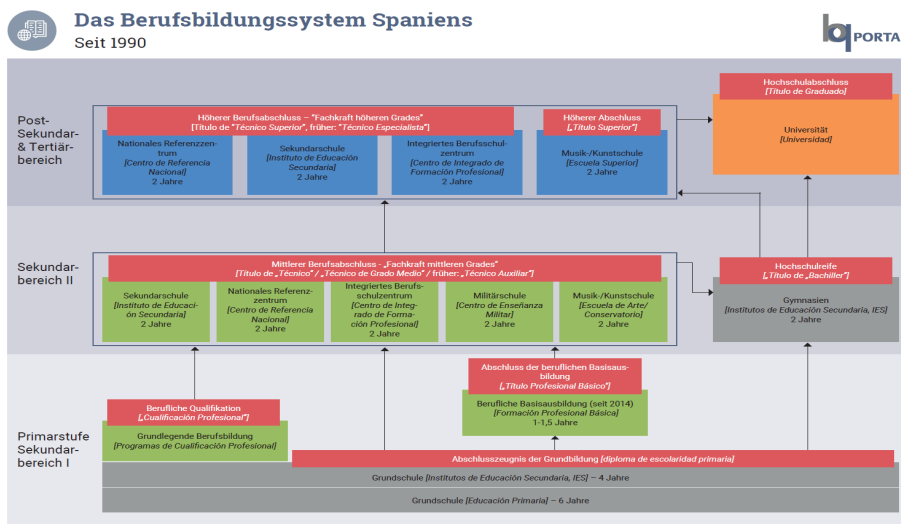 Das Berufsbildungssystem Spaniens
Seit 1990
bq PORTA
Post-
Sekundar-
& Tertiär-
bereich
Höherer Berufsabschluss – "Fachkraft höheren Grades"
[Título de "Técnico Superior", früher: "Técnico Especialista"]
Nationales Referenzzen-
trum
[Centro de Referencia
Nacional]
2 Jahre
Sekundarschule
[Instituto de Educación
Secundaria]
2 Jahre
Integriertes Berufsschul-
zentrum
[Centro de Integrado de
Formación Profesional]
2 Jahre
Höherer Abschluss
[„Título Superior"]
Musik-/Kunstschule
[Escuela Superior]
2 Jahre
Hochschulabschluss
[Título de Graduado]
Universität
[Universidad]
Sekundar-
bereich II
Mittlerer Berufsabschluss - „Fachkraft mittleren Grades"
[Título de „Técnico" / „Técnico de Grado Medio" / früher: „Técnico Auxiliar"]
Sekundarschule
[Instituto de Educaci-
ón Secundaria]
2 Jahre
Nationales Referenz-
zentrum
[Centro de Referencia
Nacional]
2 Jahre
Integriertes Berufs-
schulzentrum
[Centro de Integ-
rado de Forma-
ción Profesional]
2 Jahre
Militärschule
[Centro de Enseñanza
Militar]
2 Jahre
Musik-/Kunstschule
[Escuela de Arte/
Conservatorio]
2 Jahre
Hochschulreife
[„Título de „Bachiller"]
Gymnasien
[Institutos de Educación Secundaria, IES]
2 Jahre
Primarstufe
Sekundar-
bereich I
Berufliche Qualifikation
[„Cualificación Profesional"]
Grundlegende Berufsbildung
[Programas de Cualificación Profesional]
Abschluss der beruflichen Basisaus-
bildung
[„Título Profesional Básico"]
Berufliche Basisausbildung (seit 2014)
[Formación Profesional Básica]
1-1,5 Jahre
Abschlusszeugnis der Grundbildung [diploma de escolaridad primaria]
Grundschule [Institutos de Educación Secundaria, IES] – 4 Jahre
Grundschule [Educación Primaria] – 6 Jahre